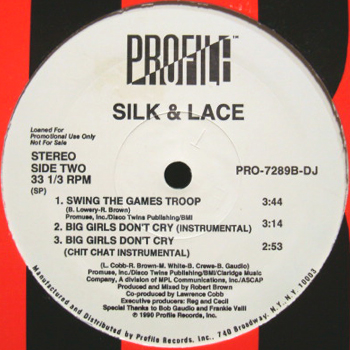 PROFILE™
SILK & LACE
Loaned For
Promotional Use Only
Not For Sale
STEREO
SIDE TWO
33 1/3 RPM
(SP)
PRO-7289B-DJ
1. SWING THE GAMES TROOP 3:44
(B. Lowery-R. Brown)
Promuse, Inc./Disco Twins Publishing/BMI
2. BIG GIRLS DON'T CRY (INSTRUMENTAL) 3:14
3. BIG GIRLS DON'T CRY
(CHIT CHAT INSTRUMENTAL) 2:53
(L. Cobb-R. Brown-M. White-B. Crewe-B. Gaudio)
Promuse, Inc./Disco Twins Publishing/BMI/Claridge Music
Company, A division of MPL Communications, Inc./ASCAP
Produced and Mixed by Robert Brown
Co-produced by Lawrence Cobb
Executive producers: Reg and Cecil
Special Thanks to Bob Gaudio and Frankie Valli
℗ 1990 Profile Records, Inc.
Manufactured and Distributed by Profile Records, Inc., 740 Broadway, N.Y., N.Y. 10003